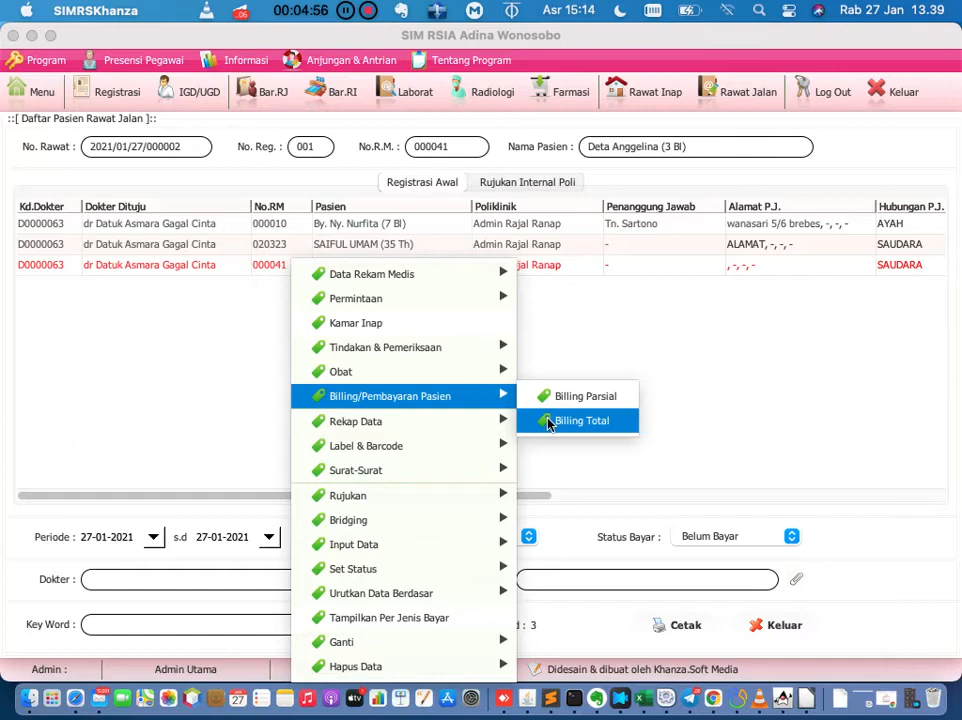 SIMRSKhanza
.06
00:04:56
Asr 15:14
Rab 27 Jan 13.39
SIM RSIA Adina Wonosobo
Program
Presensi Pegawai
Informasi
Anjungan & Antrian
Tentang Program
Menu
Registrasi
IGD/UGD
Bar.RJ
Bar.RI
Laborat
Radiologi
Farmasi
Rawat Inap
Rawat Jalan
Log Out
Keluar
::[ Daftar Pasien Rawat Jalan ]::
No. Rawat : 2021/01/27/000002 No. Reg. : 001 No.R.M. : 000041 Nama Pasien : Deta Anggelina (3 Bl)
Registrasi Awal Rujukan Internal Poli
Kd.Dokter Dokter Dituju No.RM Pasien Poliklinik Penanggung Jawab Alamat P.J. Hubungan P.J.
D0000063 dr Datuk Asmara Gagal Cinta 000010 By. Ny. Nurfita (7 Bl) Admin Rajal Ranap Tn. Sartono wanasari 5/6 brebes, -, -, - AYAH
D0000063 dr Datuk Asmara Gagal Cinta 020323 SAIFUL UMAM (35 Th) Admin Rajal Ranap - ALAMAT, -, -, - SAUDARA
D0000063 dr Datuk Asmara Gagal Cinta 000041 jal Ranap - , -, -, - SAUDARA
Data Rekam Medis
Permintaan
Kamar Inap
Tindakan & Pemeriksaan
Obat
Billing/Pembayaran Pasien
Billing Parsial
Billing Total
Rekap Data
Label & Barcode
Surat-Surat
Rujukan
Bridging
Input Data
Set Status
Urutkan Data Berdasar
Tampilkan Per Jenis Bayar
Ganti
Hapus Data
Periode : 27-01-2021 s.d 27-01-2021 Status Bayar : Belum Bayar
Dokter :
Key Word : : 3 Cetak Keluar
Admin : Admin Utama Didesain & dibuat oleh Khanza.Soft Media
27